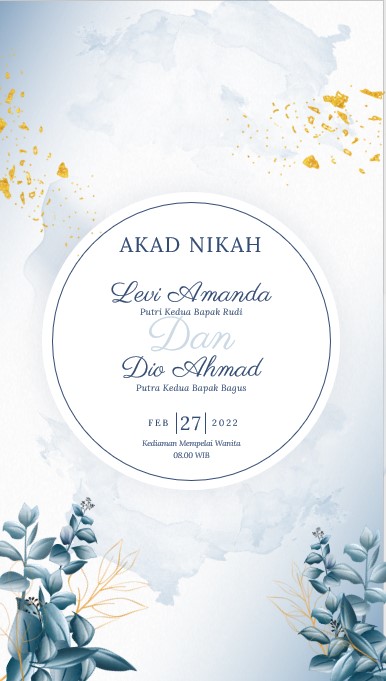 AKAD NIKAH
Levi Amanda
Putri Kedua Bapak Rudi
Dan
Dio Ahmad
Putra Kedua Bapak Bagus
FEB |27| 2022
Kediaman Mempelai Wanita
08.00 WIB